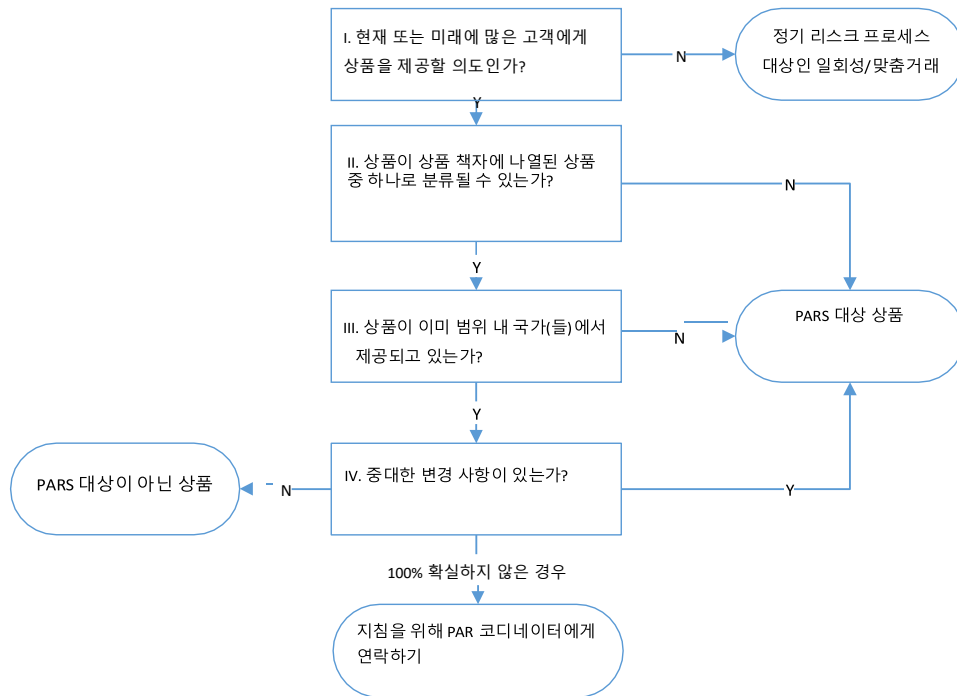 I. 현재 또는 미래에 많은 고객에게
상품을 제공할 의도인가?
N
정기 리스크 프로세스
대상인 일회성/맞춤거래
Y
II. 상품이 상품 책자에 나열된 상품
중 하나로 분류될 수 있는가?
N
Y
III. 상품이 이미 범위 내 국가(들)에서
제공되고 있는가?
N
PARS 대상 상품
Y
IV. 중대한 변경 사항이 있는가?
N
PARS 대상이 아닌 상품
Y
100% 확실하지 않은 경우
지침을 위해 PAR 코디네이터에게
연락하기